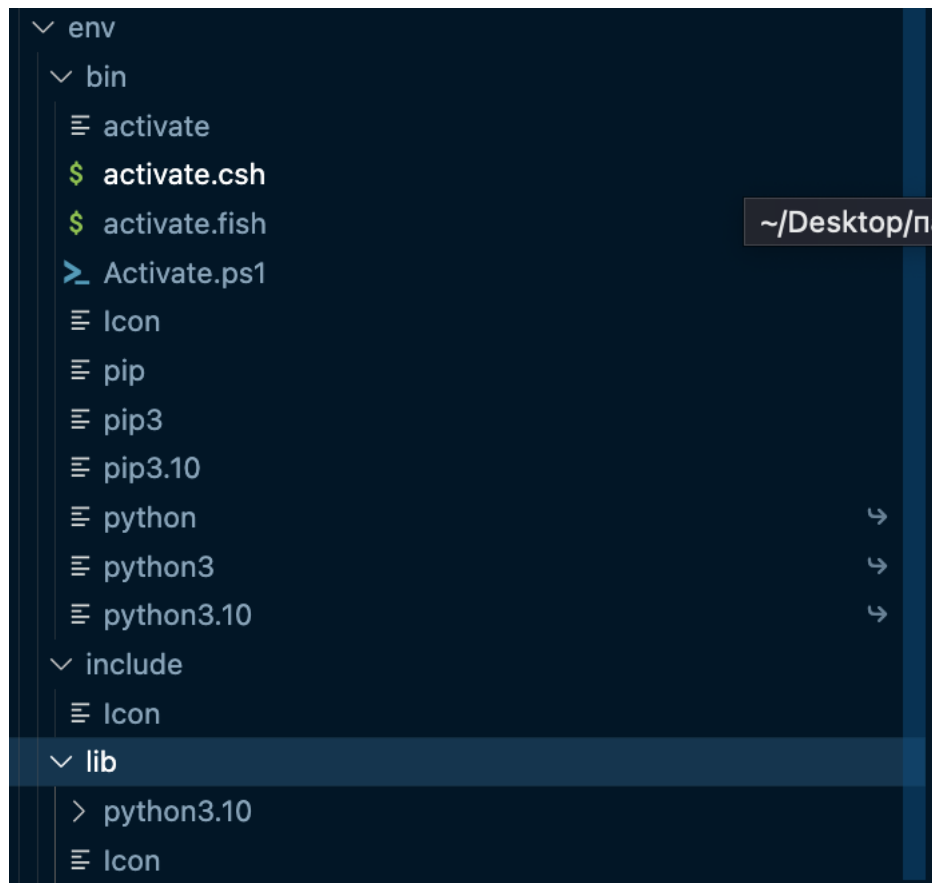 env
bin
activate
$ activate.csh
$ activate.fish
~/Desktop/п
Activate.ps1
Icon
pip
pip3
pip3.10
python
python3
python3.10
include
Icon
lib
python3.10
Icon